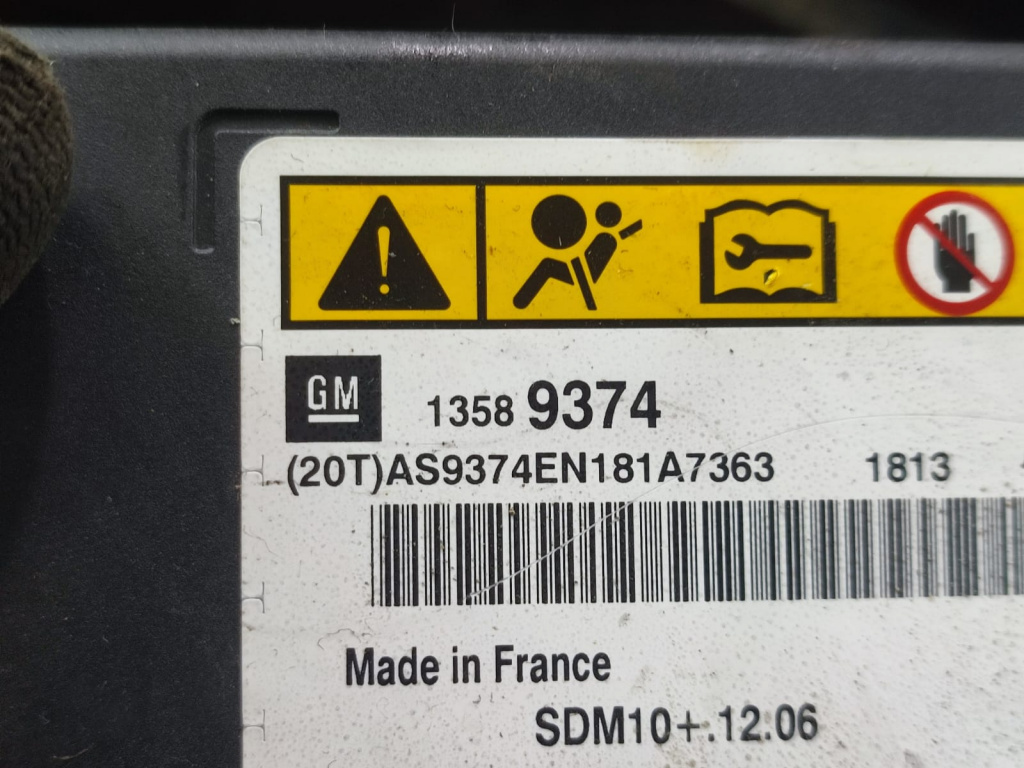 GM
1358 9374
(20T)AS9374EN181A7363 1813
Made in France
SDM10+.12.06